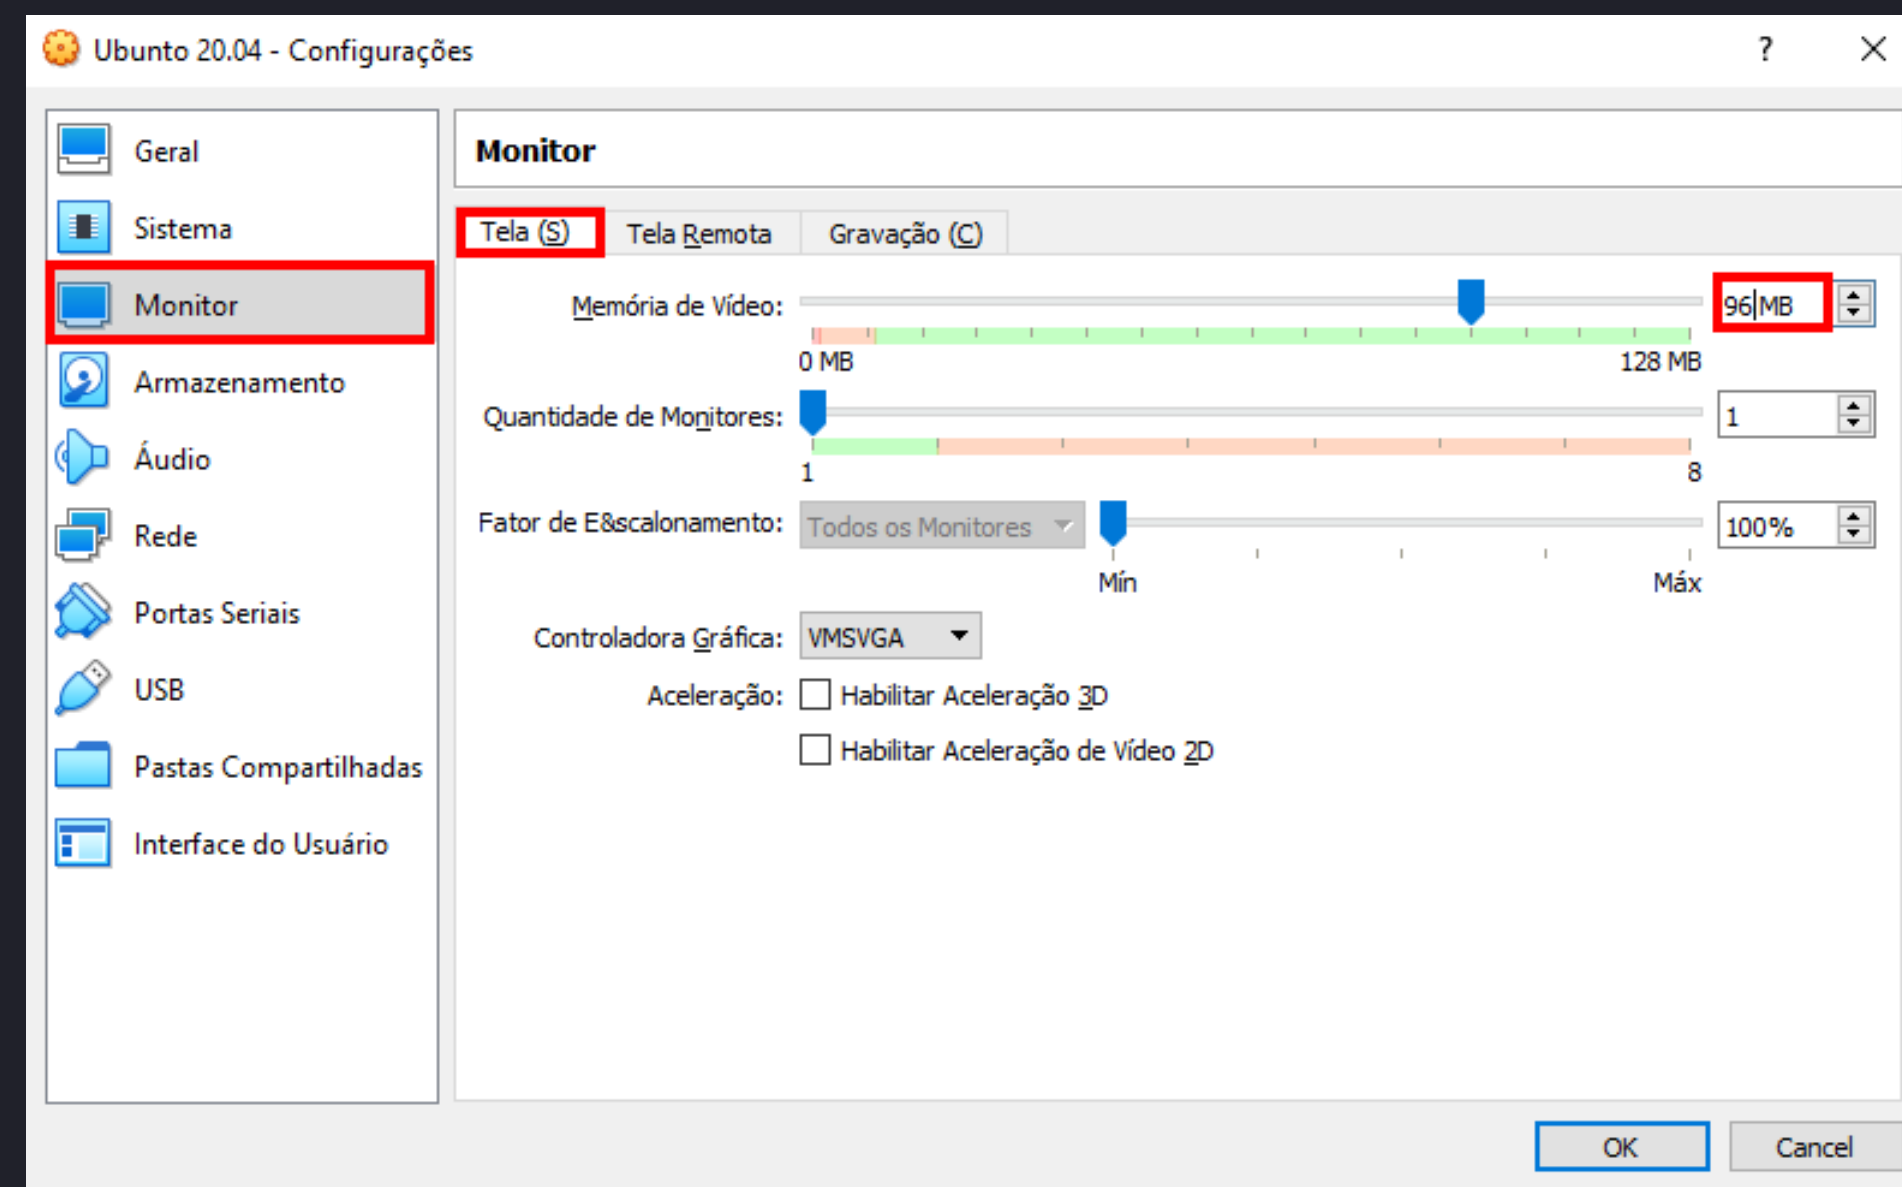 Ubunto 20.04 - Configurações
?
Geral
Sistema
Monitor
Armazenamento
Áudio
Rede
Portas Seriais
USB
Pastas Compartilhadas
Interface do Usuário
Monitor
Tela (S) Tela Remota Gravação (C)
Memória de Vídeo: 96 MB
0 MB 128 MB
Quantidade de Monitores: 1
1 8
Fator de E&scalonamento: Todos os Monitores 100%
Mín Máx
Controladora Gráfica: VMSVGA
Aceleração: Habilitar Aceleração 3D
Habilitar Aceleração de Vídeo 2D
OK Cancel